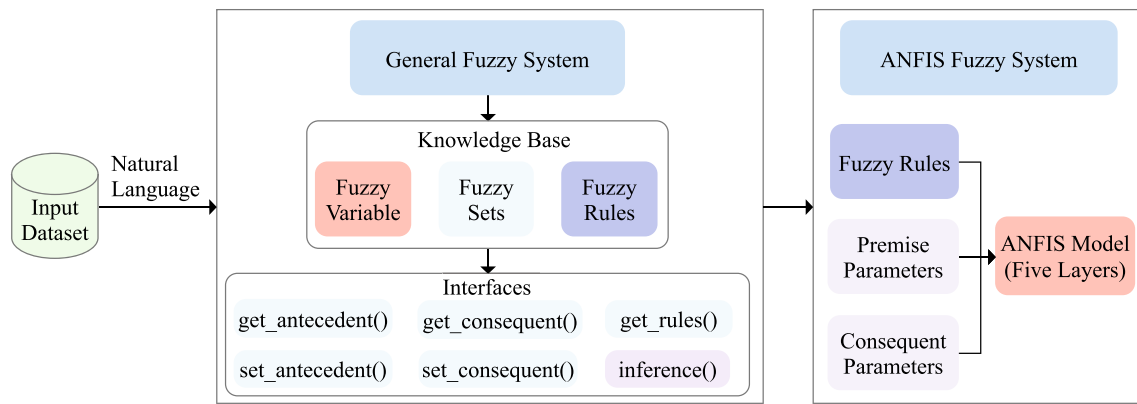 Input
Dataset
Natural
Language
General Fuzzy System
Knowledge Base
Fuzzy
Variable
Fuzzy
Sets
Fuzzy
Rules
Interfaces
get_antecedent()
get_consequent()
get_rules()
set_antecedent()
set_consequent()
inference()
ANFIS Fuzzy System
Fuzzy Rules
Premise
Parameters
Consequent
Parameters
ANFIS Model
(Five Layers)